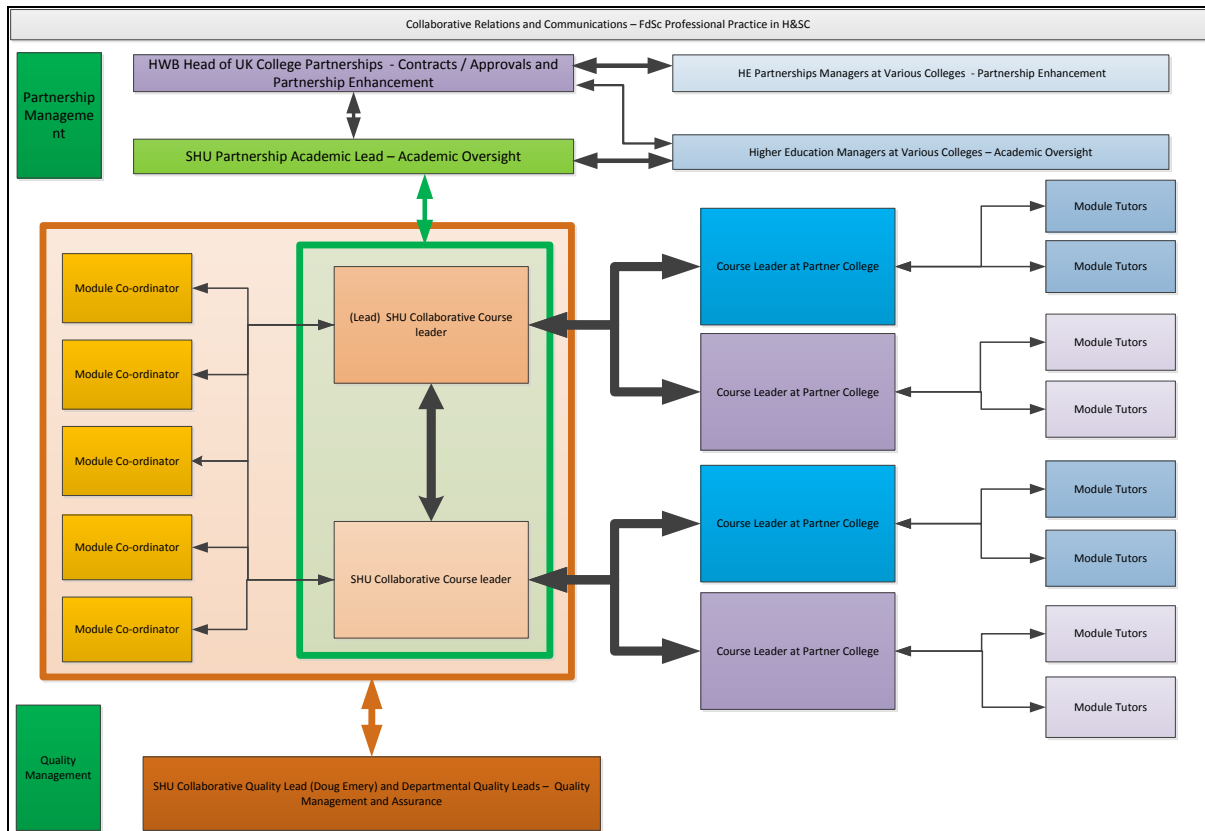 Collaborative Relations and Communications – FdSc Professional Practice in H&SC
Partnership
Manageme
nt
HWB Head of UK College Partnerships - Contracts / Approvals and
Partnership Enhancement
HE Partnerships Managers at Various Colleges - Partnership Enhancement
SHU Partnership Academic Lead – Academic Oversight
Higher Education Managers at Various Colleges – Academic Oversight
Module Co-ordinator
Module Co-ordinator
Module Co-ordinator
Module Co-ordinator
Module Co-ordinator
(Lead) SHU Collaborative Course
leader
SHU Collaborative Course leader
Course Leader at Partner College
Course Leader at Partner College
Course Leader at Partner College
Course Leader at Partner College
Module Tutors
Module Tutors
Module Tutors
Module Tutors
Module Tutors
Module Tutors
Module Tutors
Module Tutors
Quality
Management
SHU Collaborative Quality Lead (Doug Emery) and Departmental Quality Leads – Quality
Management and Assurance